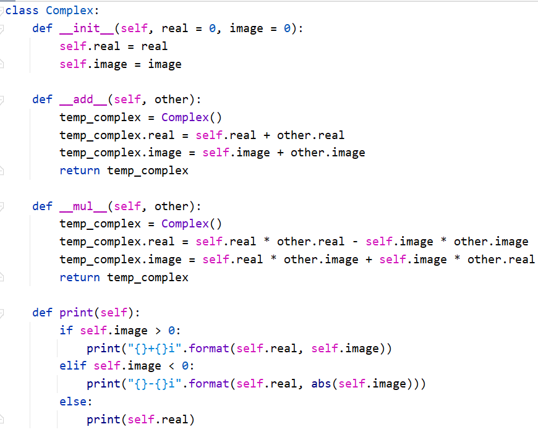 class Complex:
    def __init__(self, real = 0, image = 0):
        self.real = real
        self.image = image

    def __add__(self, other):
        temp_complex = Complex()
        temp_complex.real = self.real + other.real
        temp_complex.image = self.image + other.image
        return temp_complex

    def __mul__(self, other):
        temp_complex = Complex()
        temp_complex.real = self.real * other.real - self.image * other.image
        temp_complex.image = self.real * other.image + self.image * other.real
        return temp_complex

    def print(self):
        if self.image > 0:
            print("{}+{}i".format(self.real, self.image))
        elif self.image < 0:
            print("{}-{}i".format(self.real, abs(self.image)))
        else:
            print(self.real)